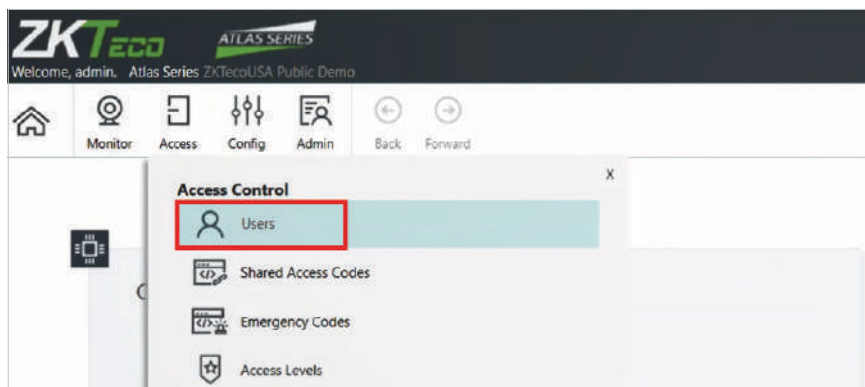 ZKTeco ATLAS SERIES
Welcome, admin. Atlas Series ZKTecoUSA Public Demo
Monitor Access Config Admin Back Forward
X
Access Control
Users
Shared Access Codes
Emergency Codes
Access Levels